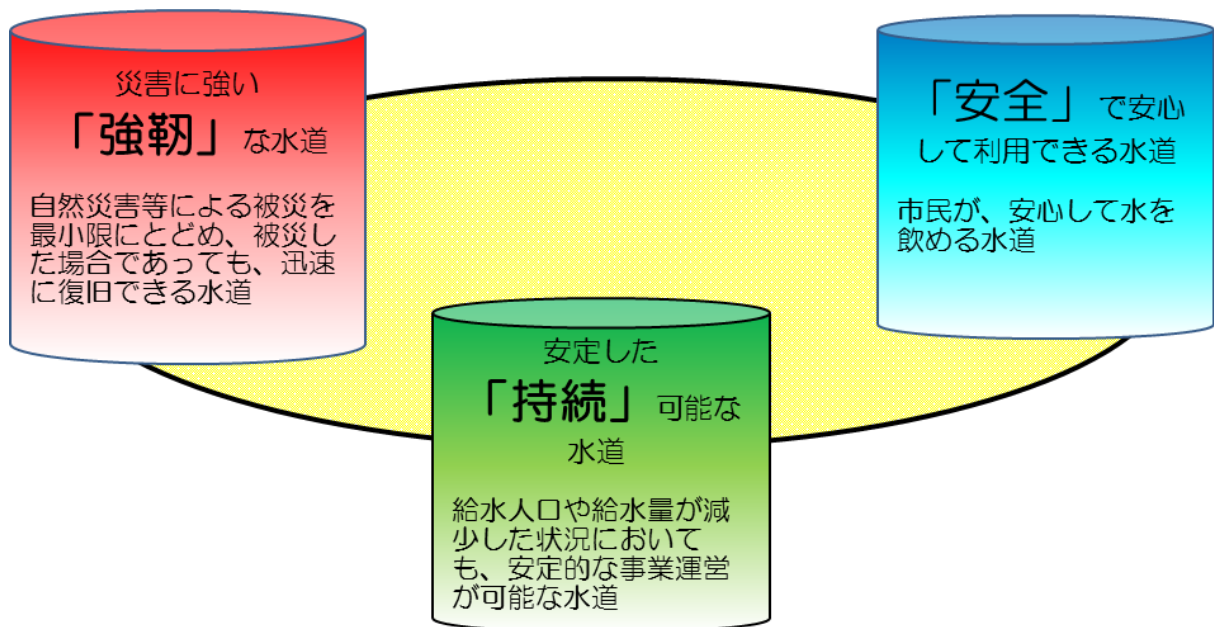 災害に強い
「強靭」な水道
自然災害等による被災を
最小限にとどめ、被災し
た場合であっても、迅速
に復旧できる水道
「安全」で安心
して利用できる水道
市民が、安心して水を
飲める水道
安定した
「持続」可能な
水道
給水人口や給水量が減
少した状況において
も、安定的な事業運営
が可能な水道